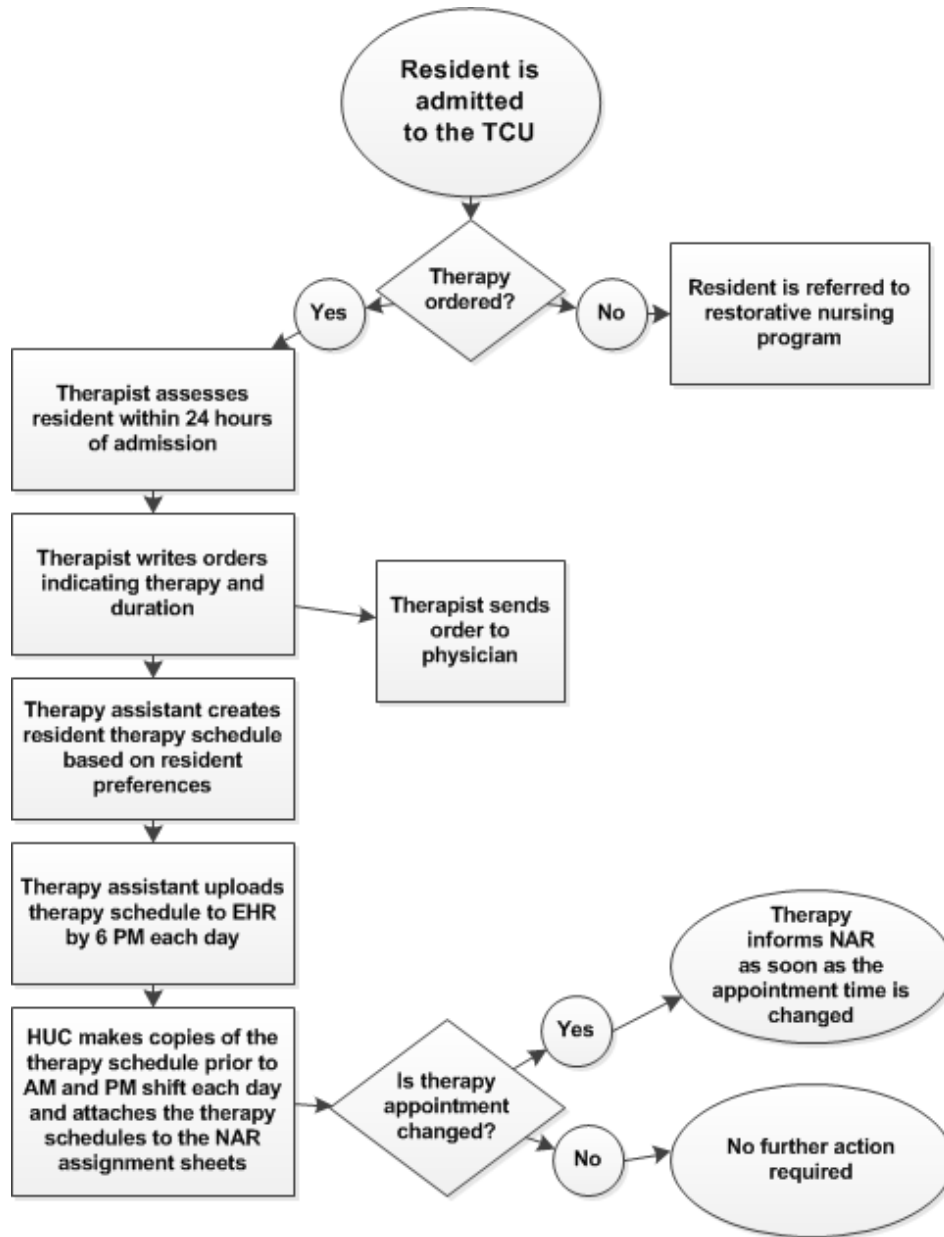 Resident is
admitted
to the TCU
Therapy
ordered?
Yes
No
Resident is referred to
restorative nursing
program
Therapist assesses
resident within 24 hours
of admission
Therapist writes orders
indicating therapy and
duration
Therapist sends
order to
physician
Therapy assistant creates
resident therapy schedule
based on resident
preferences
Therapy assistant uploads
therapy schedule to EHR
by 6 PM each day
HUC makes copies of the
therapy schedule prior to
AM and PM shift each day
and attaches the therapy
schedules to the NAR
assignment sheets
Is therapy
appointment
changed?
Yes
Therapy
informs NAR
as soon as the
appointment time is
changed
No
No further action
required